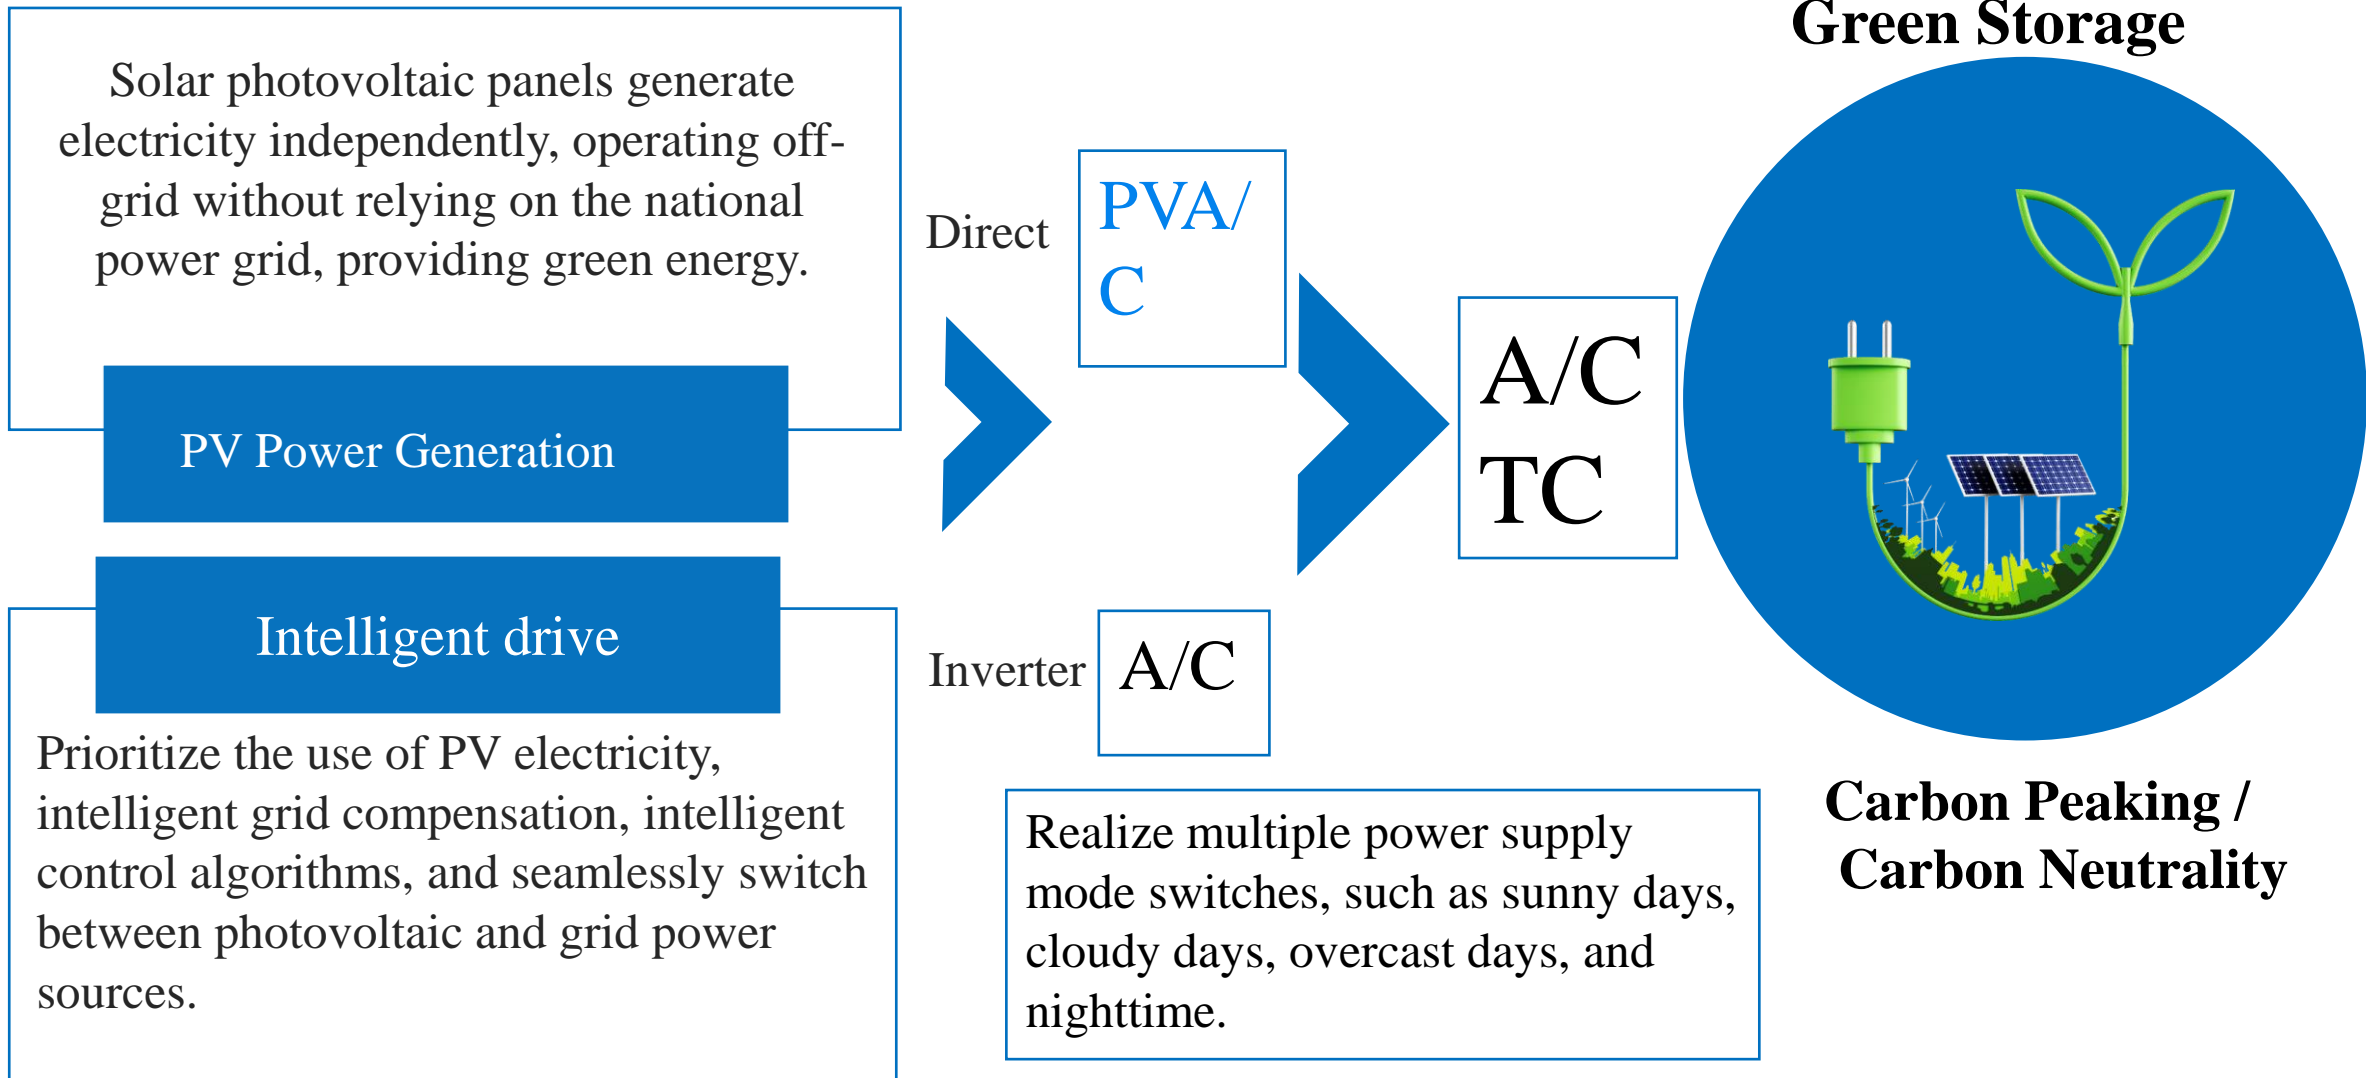 Green Storage
Solar photovoltaic panels generate
electricity independently, operating off-
grid without relying on the national
power grid, providing green energy.
PV Power Generation
Direct
PVA/
C
A/C
TC
Intelligent drive
Prioritize the use of PV electricity,
intelligent grid compensation, intelligent
control algorithms, and seamlessly switch
between photovoltaic and grid power
sources.
Inverter
A/C
Realize multiple power supply
mode switches, such as sunny days,
cloudy days, overcast days, and
nighttime.
Carbon Peaking /
Carbon Neutrality